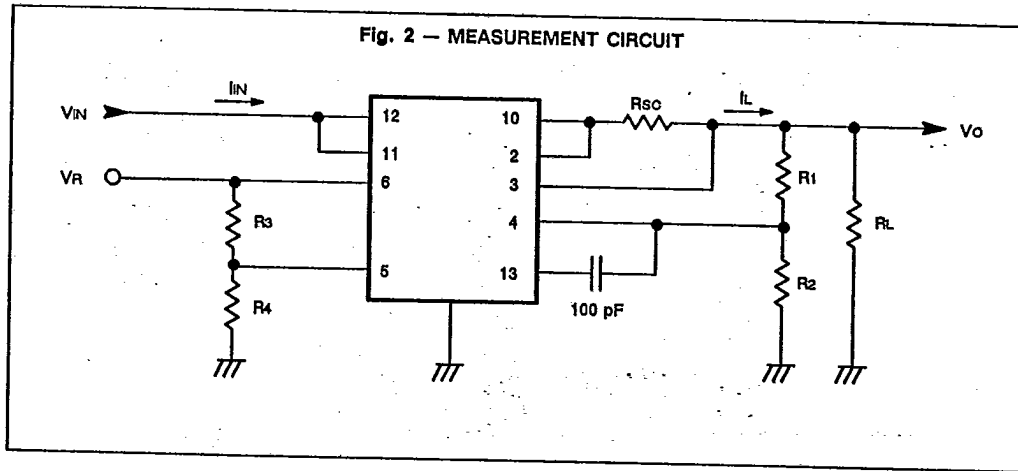 Fig. 2 — MEASUREMENT CIRCUIT
IIN
VIN
12
11
VR
6
R3
5
R4
10
2
3
4
13
RSC
IL
VO
R1
RL
R2
100 pF